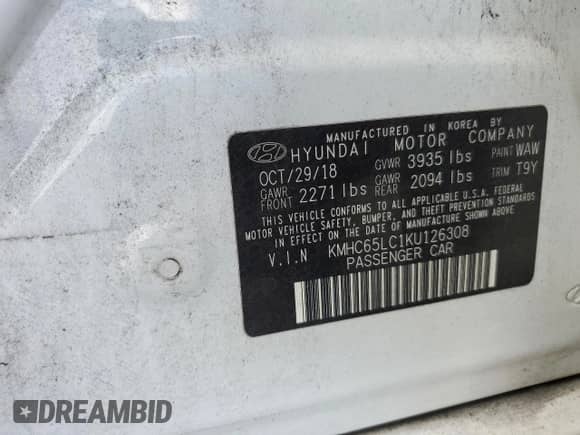 MANUFACTURED IN KOREA BY
HYUNDAI MOTOR COMPANY
OCT/29/18 GVWR 3935 lbs PAINT WAW
GAWR FRONT 2271 lbs GAWR REAR 2094 lbs TRIM T9Y
THIS VEHICLE CONFORMS TO ALL APPLICABLE U.S.A. FEDERAL
MOTOR VEHICLE SAFETY, BUMPER, AND THEFT PREVENTION
STANDARDS IN EFFECT ON THE DATE OF MANUFACTURE SHOWN ABOVE.
V.I.N KMHC65LC1KU126308
PASSENGER CAR
DREAMBID